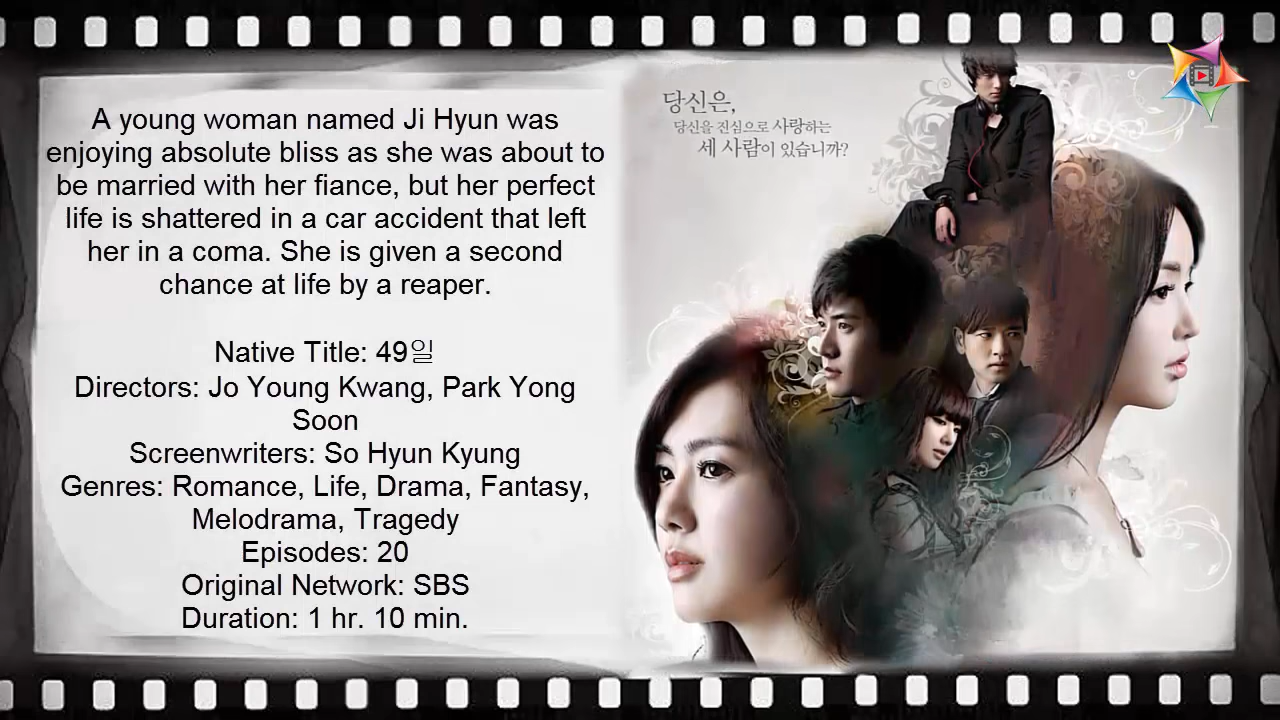 A young woman named Ji Hyun was
enjoying absolute bliss as she was about to
be married with her fiance, but her perfect
life is shattered in a car accident that left
her in a coma. She is given a second
chance at life by a reaper.
Native Title: 49일
Directors: Jo Young Kwang, Park Yong
Soon
Screenwriters: So Hyun Kyung
Genres: Romance, Life, Drama, Fantasy,
Melodrama, Tragedy
Episodes: 20
Original Network: SBS
Duration: 1 hr. 10 min.
당신은,
당신을 진심으로 사랑하는
세 사람이 있습니까?